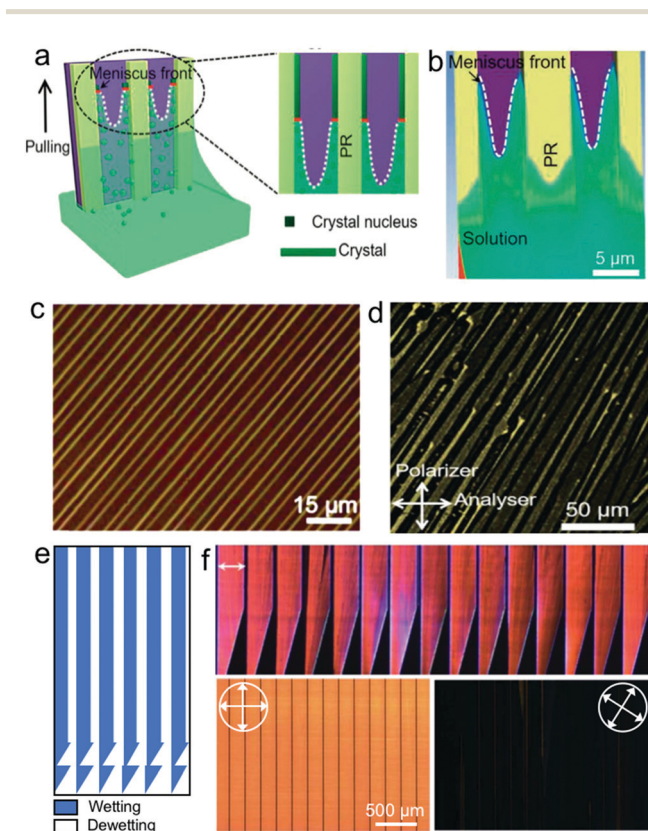 a
Meniscus front
Pulling
PR
Crystal nucleus
Crystal
b
Meniscus front
PR
Solution
5 μm
c
15 μm
d
Polarizer
Analyser
50 μm
e
Wetting
Dewetting
f
500 μm